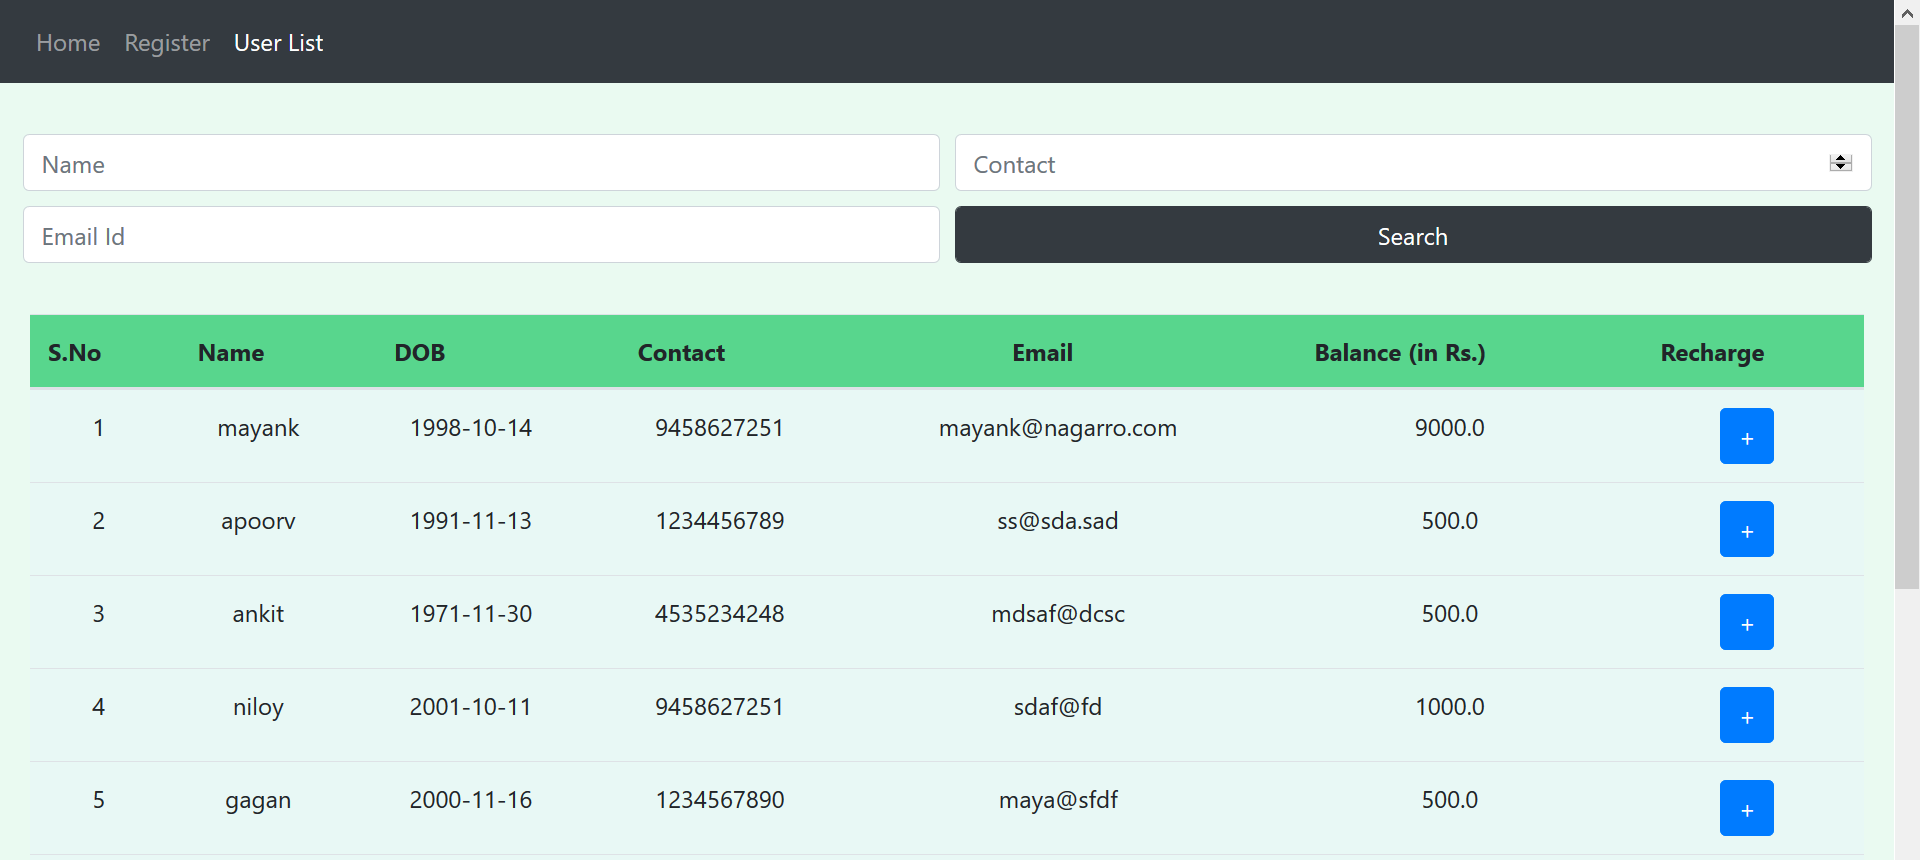 Home Register User List
Name Contact
Email Id Search
S.No Name DOB Contact Email Balance (in Rs.) Recharge
1 mayank 1998-10-14 9458627251 mayank@nagarro.com 9000.0 +
2 apoorv 1991-11-13 1234456789 ss@sda.sad 500.0 +
3 ankit 1971-11-30 4535234248 mdsaf@dcsc 500.0 +
4 niloy 2001-10-11 9458627251 sdaf@fd 1000.0 +
5 gagan 2000-11-16 1234567890 maya@sfdf 500.0 +